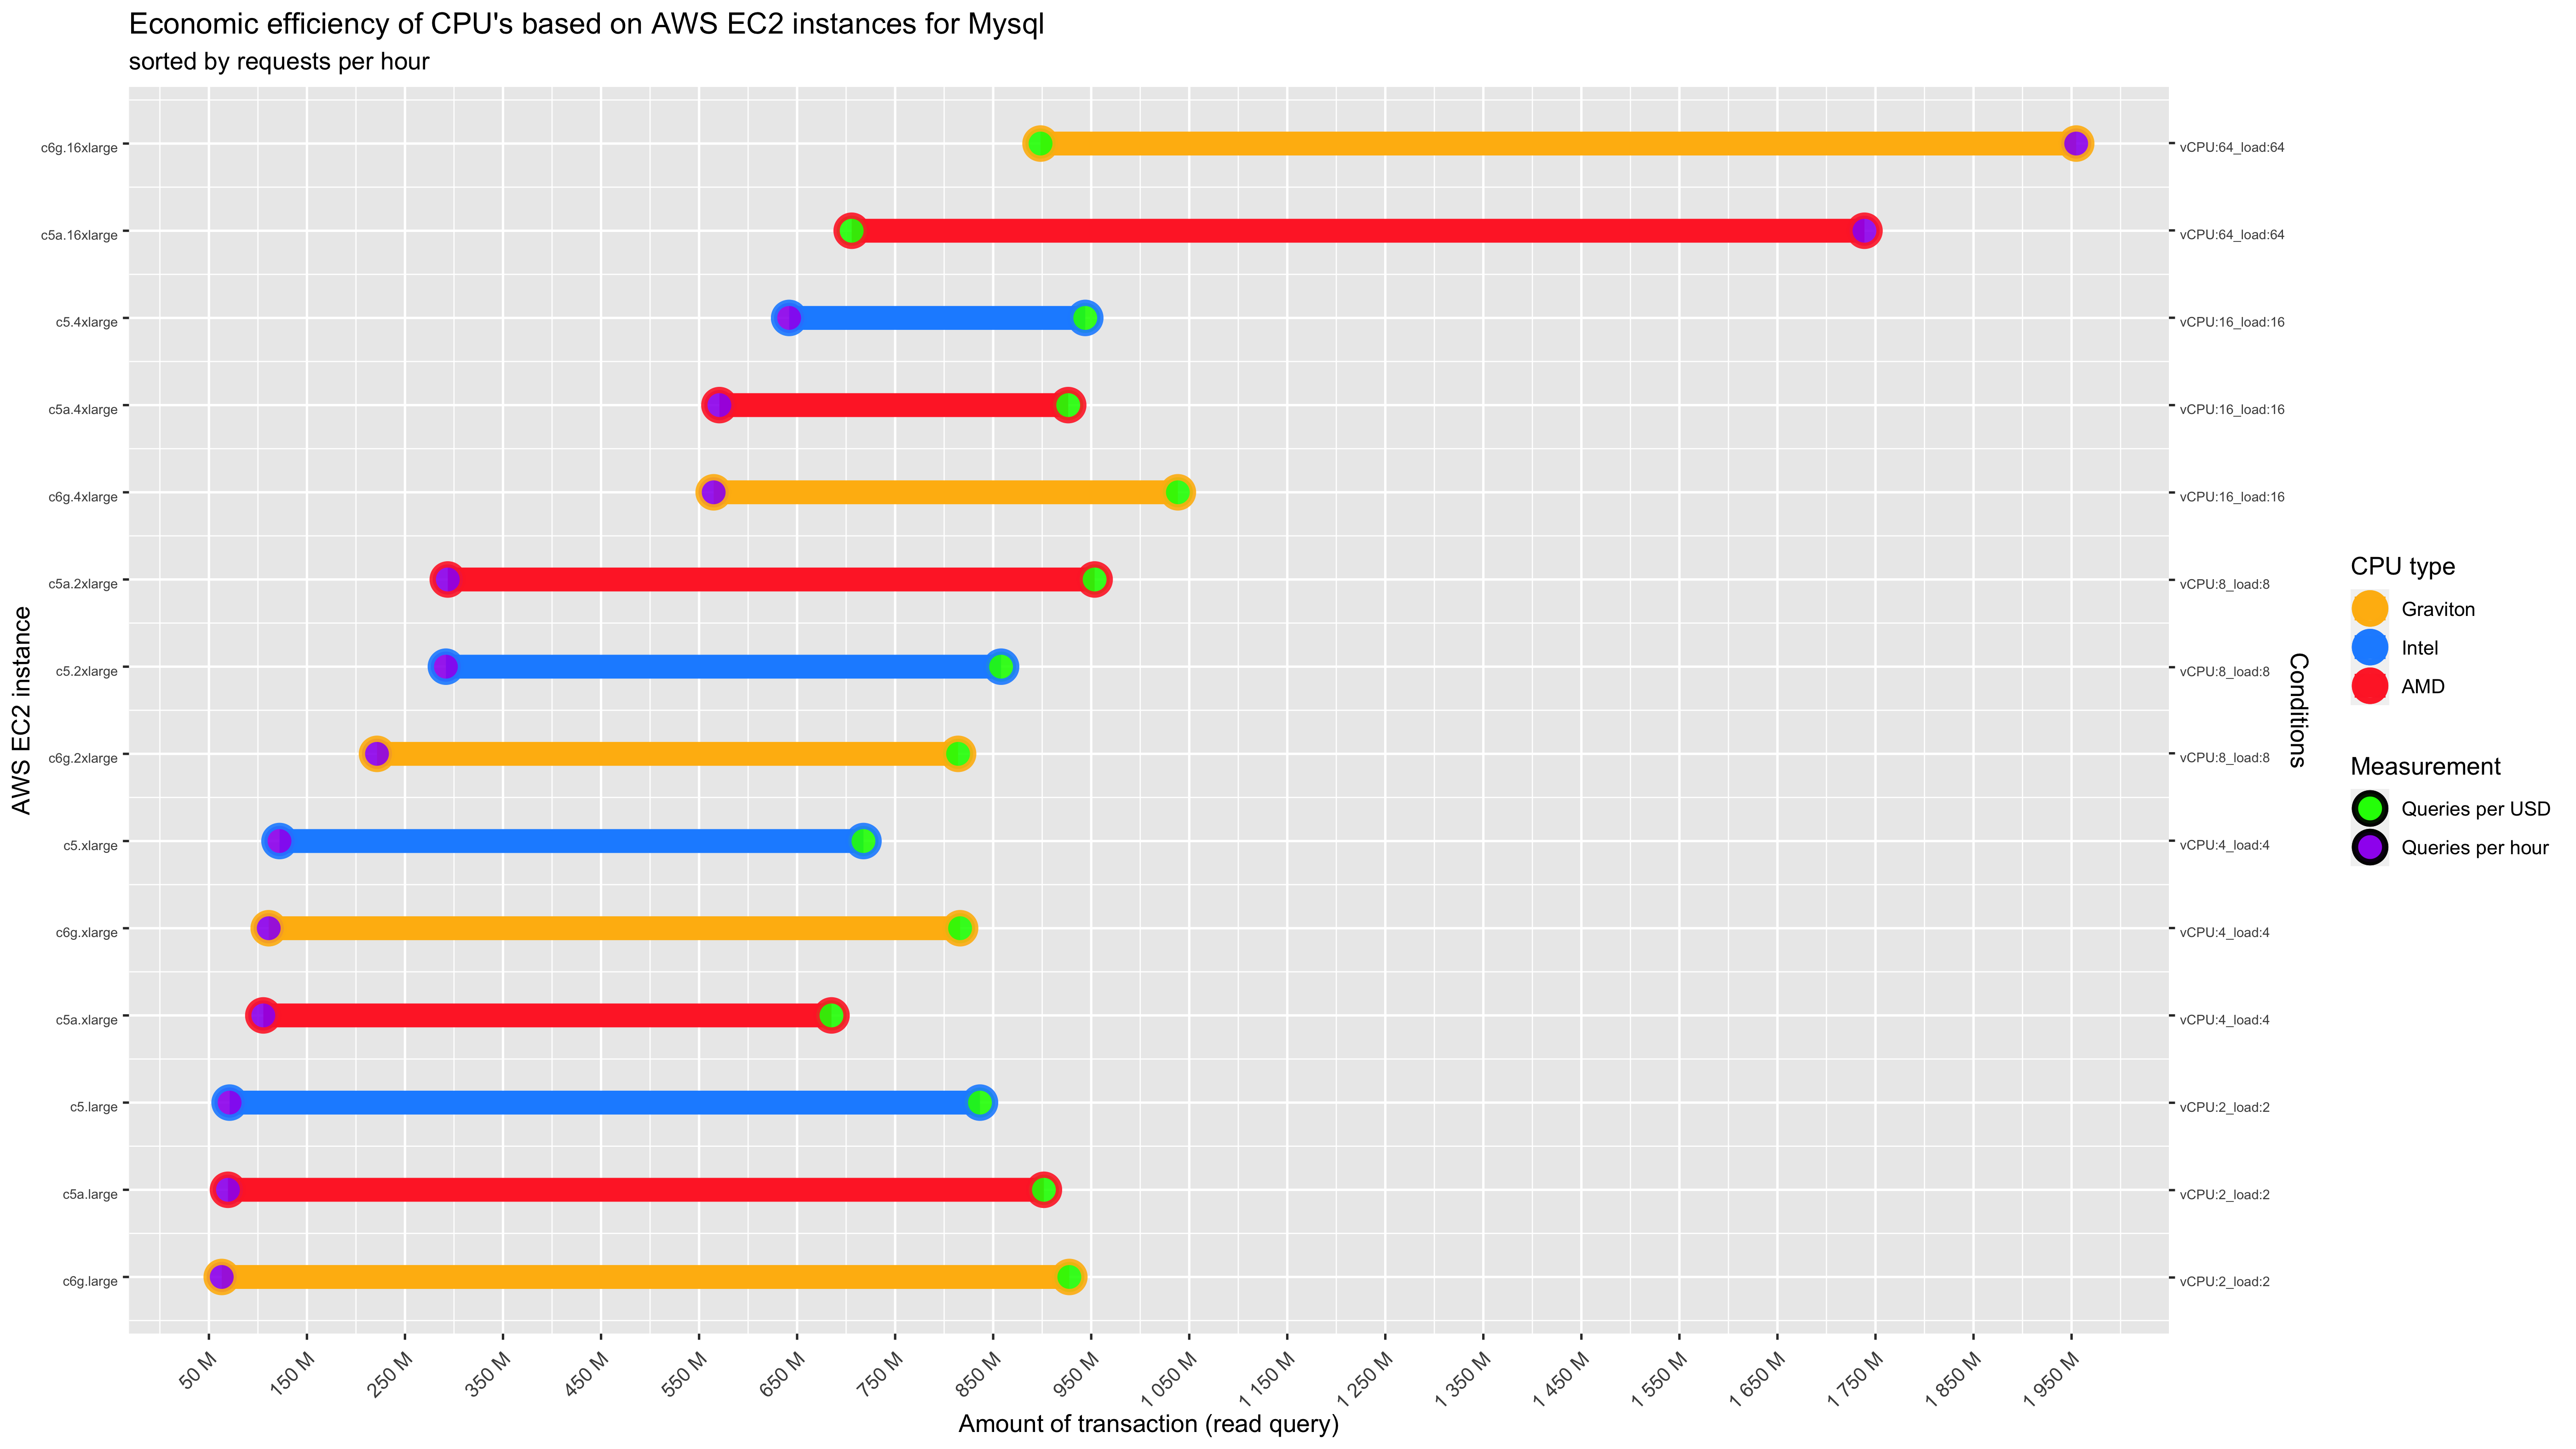 Economic efficiency of CPU's based on AWS EC2 instances for Mysql
sorted by requests per hour
AWS EC2 instance
c6g.16xlarge
vCPU:64_load:64
c5a.16xlarge
vCPU:64_load:64
c5.4xlarge
vCPU:16_load:16
c5a.4xlarge
vCPU:16_load:16
c6g.4xlarge
vCPU:16_load:16
c5a.2xlarge
vCPU:8_load:8
c5.2xlarge
vCPU:8_load:8
c6g.2xlarge
vCPU:8_load:8
c5.xlarge
vCPU:4_load:4
c6g.xlarge
vCPU:4_load:4
c5a.xlarge
vCPU:4_load:4
c5.large
vCPU:2_load:2
c5a.large
vCPU:2_load:2
c6g.large
vCPU:2_load:2
Conditions
50 M
150 M
250 M
350 M
450 M
550 M
650 M
750 M
850 M
950 M
1 050 M
1 150 M
1 250 M
1 350 M
1 450 M
1 550 M
1 650 M
1 750 M
1 850 M
1 950 M
Amount of transaction (read query)
CPU type
Graviton
Intel
AMD
Measurement
Queries per USD
Queries per hour